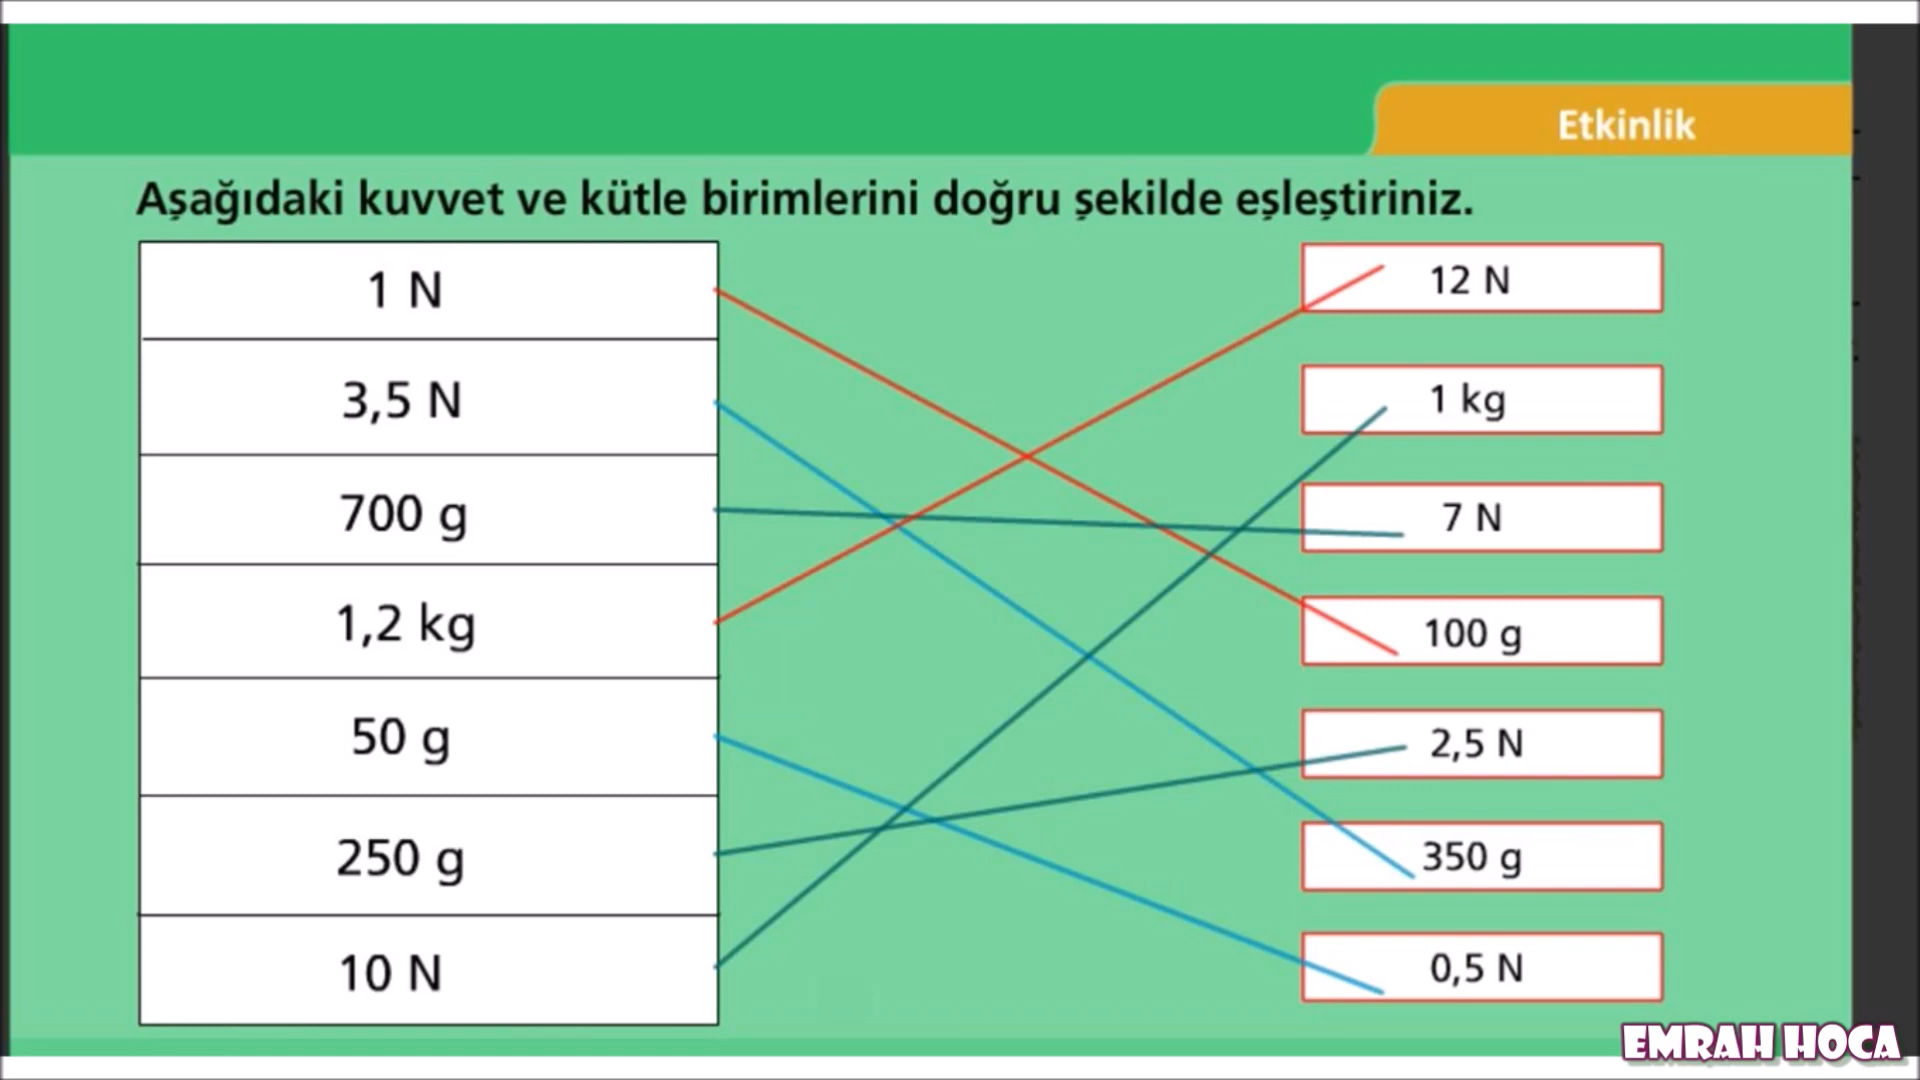 Etkinlik
Aşağıdaki kuvvet ve kütle birimlerini doğru şekilde eşleştiriniz.
1 N
12 N
3,5 N
1 kg
700 g
7 N
1,2 kg
100 g
50 g
2,5 N
250 g
350 g
10 N
0,5 N
EMRAH HOCA